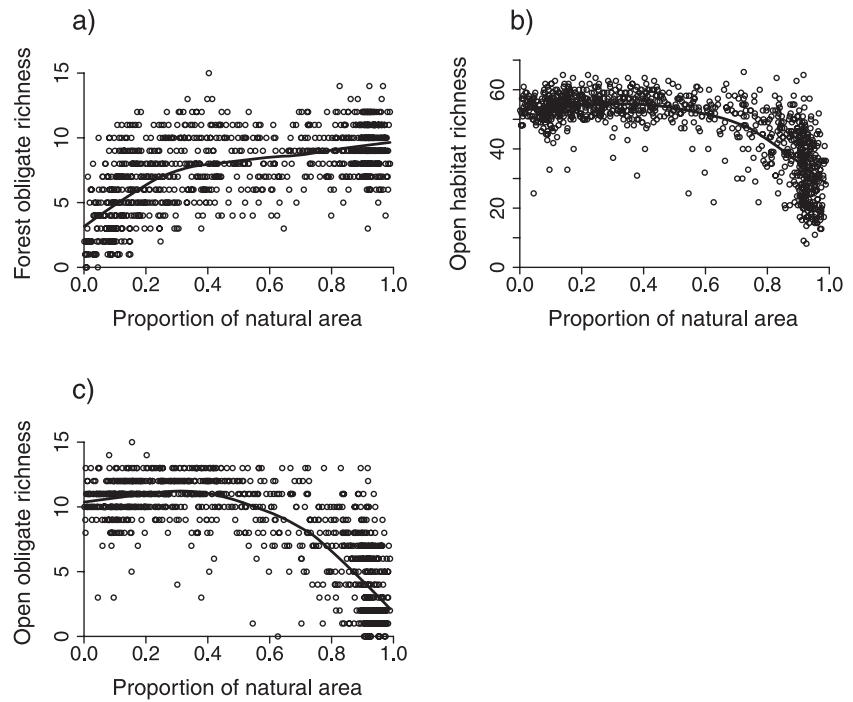 a)
Forest obligate richness
15
10
5
0
0.0 0.2 0.4 0.6 0.8 1.0
Proportion of natural area
b)
Open habitat richness
60
40
20
0
0.0 0.2 0.4 0.6 0.8 1.0
Proportion of natural area
c)
Open obligate richness
15
10
5
0
0.0 0.2 0.4 0.6 0.8 1.0
Proportion of natural area